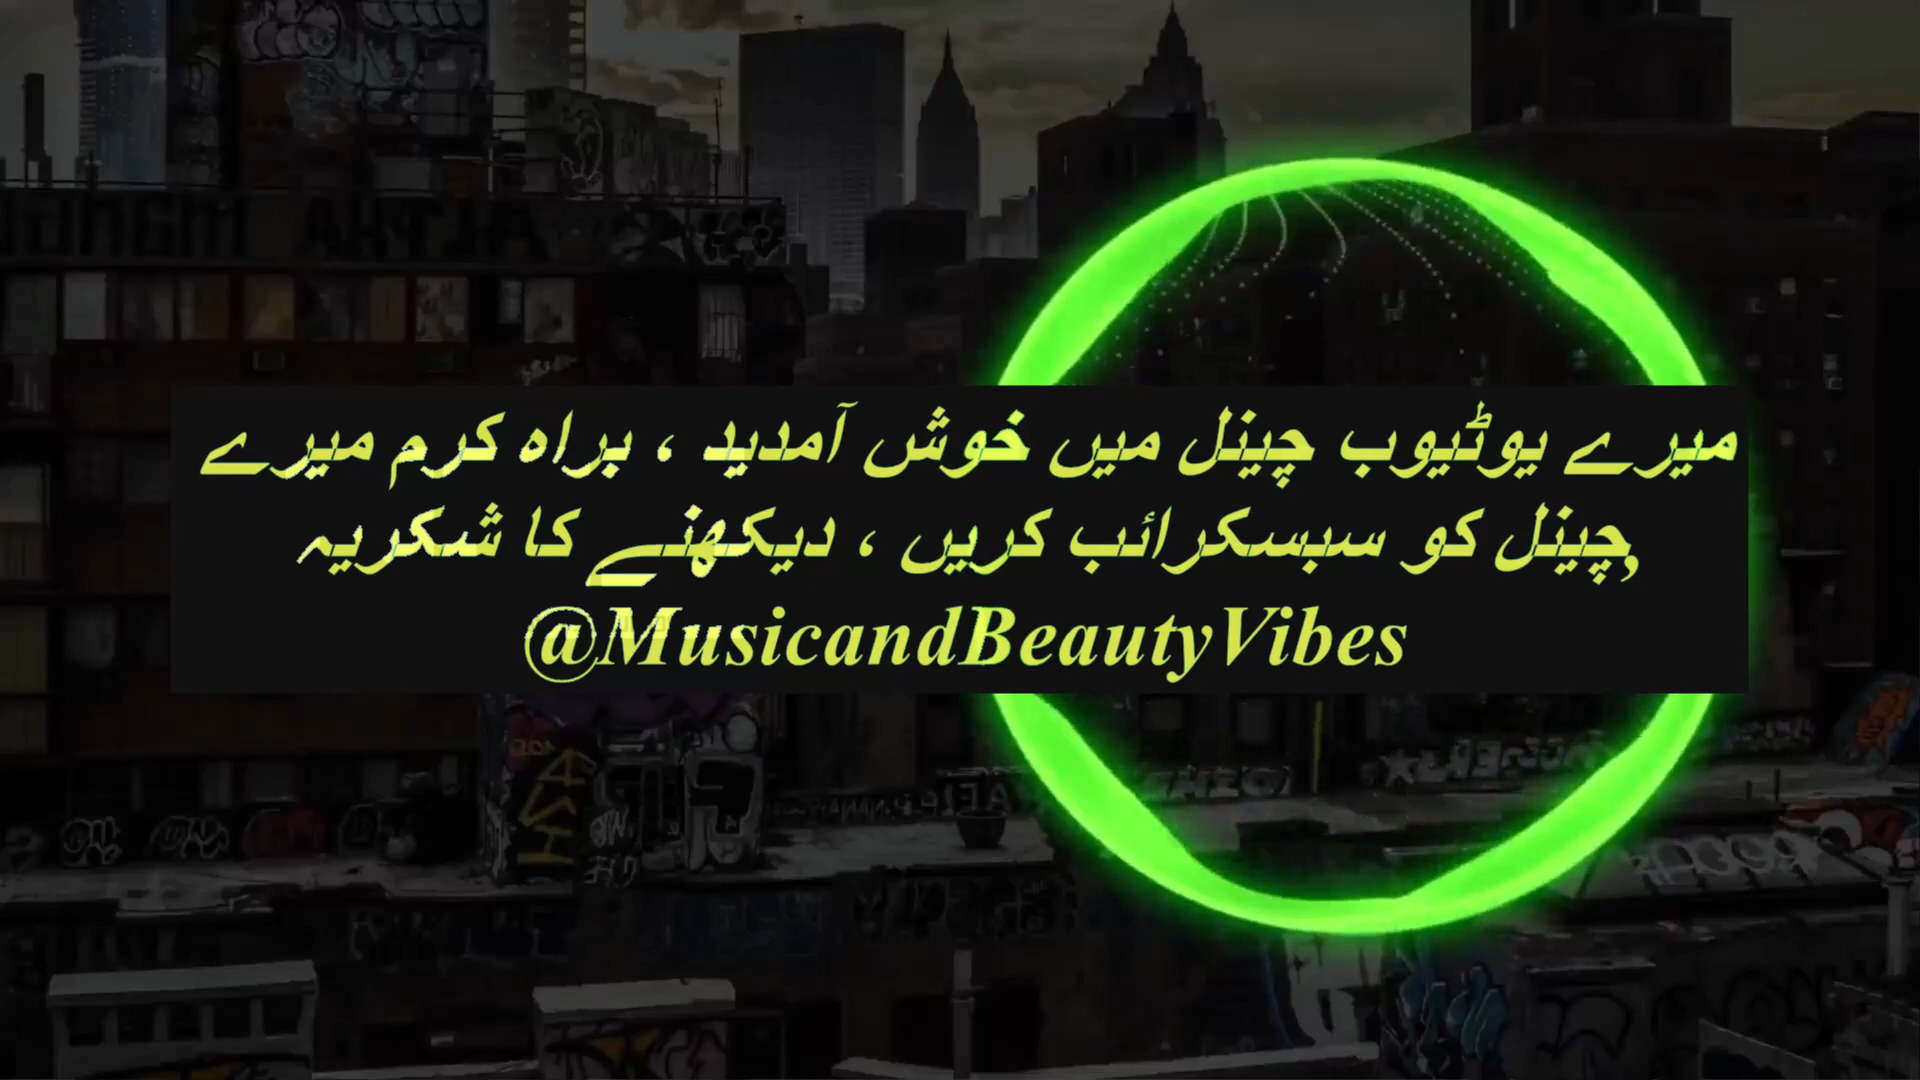 میرے یوٹیوب چینل میں خوش آمدید ، براہ کرم میرے
چینل کو سبسکرائب کریں ، دیکھنے کا شکریہ,
@MusicandBeautyVibes